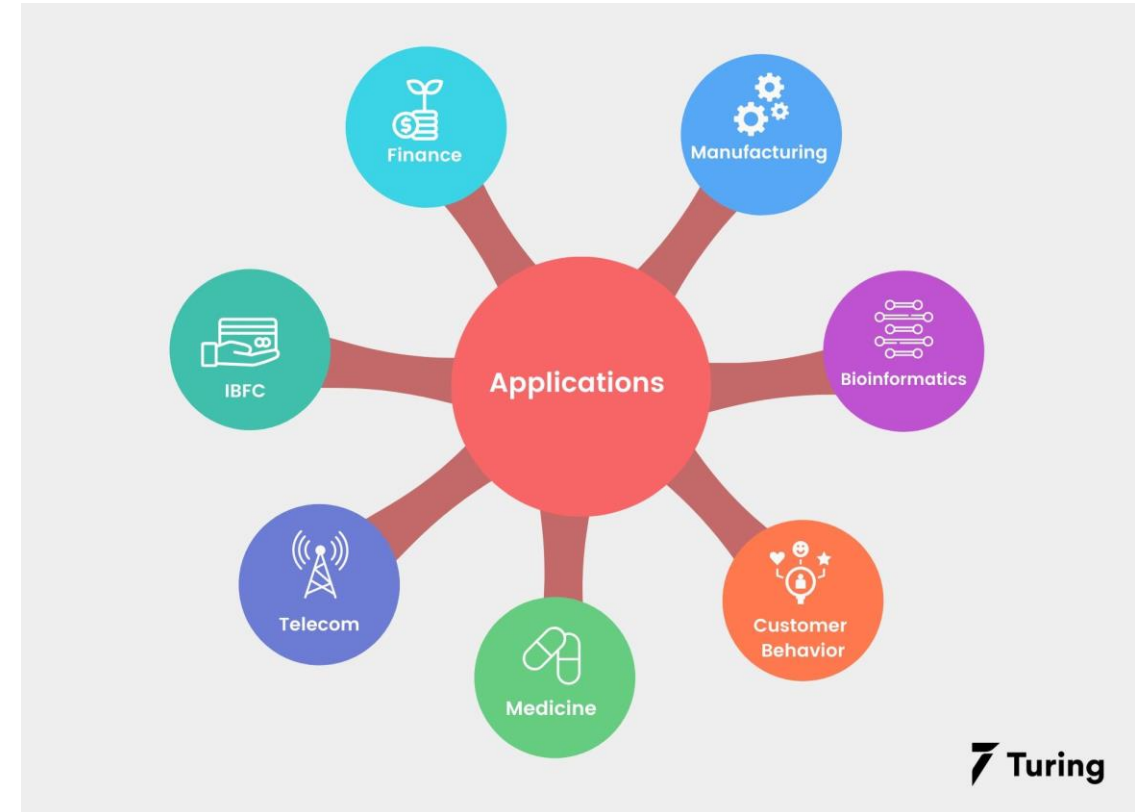 Finance
Manufacturing
IBFC
Applications
Bioinformatics
Telecom
Customer
Behavior
Medicine
Turing